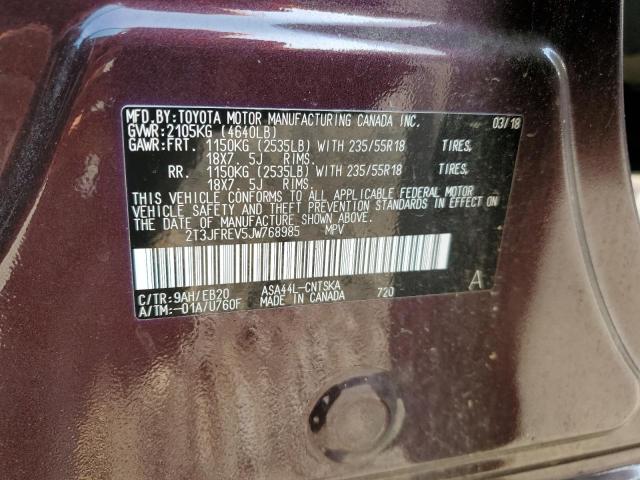 MFD.BY:TOYOTA MOTOR MANUFACTURING CANADA INC. 03/18
GVWR:2105KG (4640LB)
GAWR:FRT. 1150KG (2535LB) WITH 235/55R18 TIRES,
18X7. 5J RIMS.
RR. 1150KG (2535LB) WITH 235/55R18 TIRES,
18X7. 5J RIMS.
THIS VEHICLE CONFORMS TO ALL APPLICABLE FEDERAL MOTOR
VEHICLE SAFETY AND THEFT PREVENTION STANDARDS IN EFFECT ON
THE DATE OF MANUFACTURE SHOWN ABOVE.
2T3JFREV5JW768985 MPV
C/TR:9AH/EB20 ASA44L-CNTSKA 720 A
A/TM:-01A/U760F MADE IN CANADA